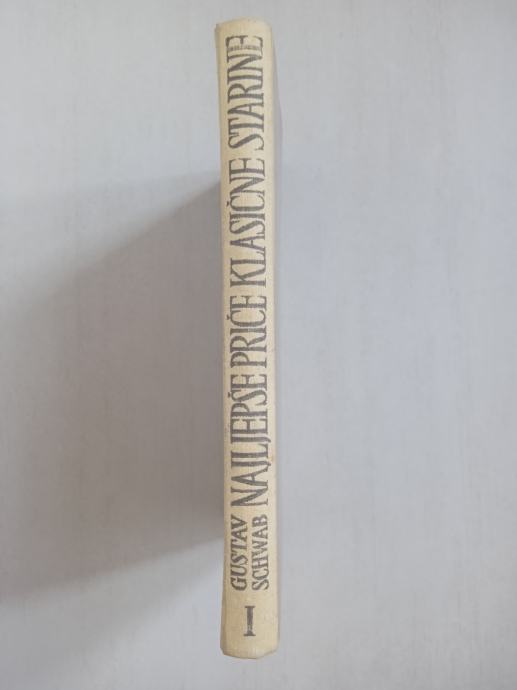 GUSTAV
SCHWAB
NAJLJEPŠE PRIČE KLASIČNE STARINE
I